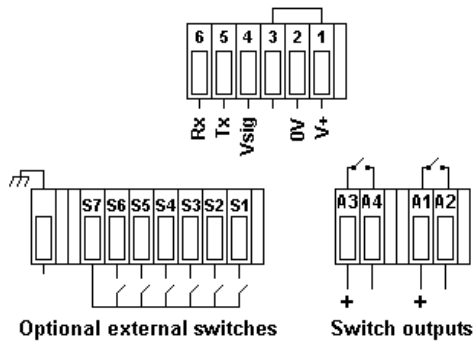 6 5 4 3 2 1
Rx Tx Vsig 0V V+
S7 S6 S5 S4 S3 S2 S1
A3 A4 A1 A2
+ +
Optional external switches
Switch outputs